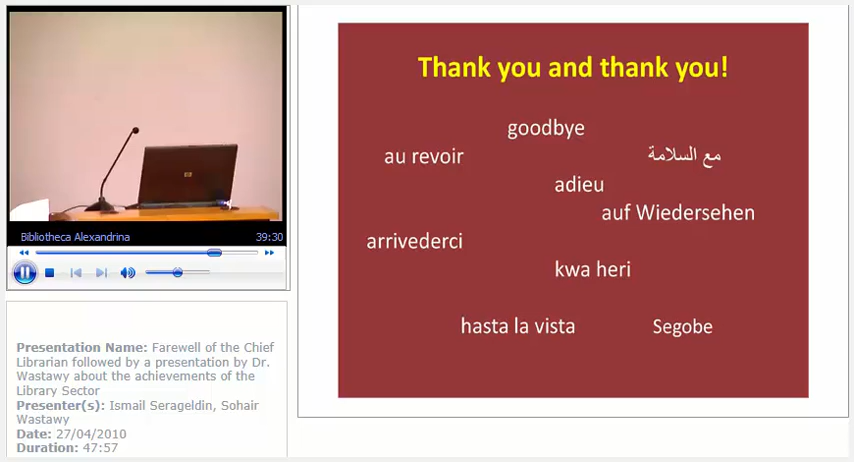 Bibliotheca Alexandrina 39:30
Presentation Name: Farewell of the Chief
Librarian followed by a presentation by Dr.
Wastawy about the achievements of the
Library Sector
Presenter(s): Ismail Serageldin, Sohair
Wastawy
Date: 27/04/2010
Duration: 47:57
Thank you and thank you!
goodbye
au revoir
مع السلامة
adieu
auf Wiedersehen
arrivederci
kwa heri
hasta la vista
Segobe